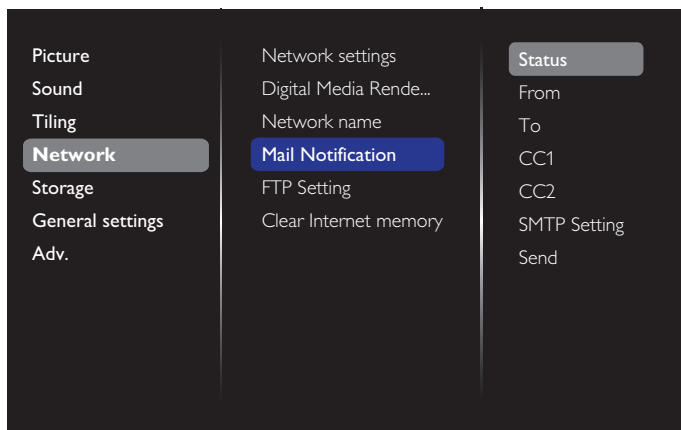 Picture
Sound
Tiling
Network
Storage
General settings
Adv.
Network settings
Digital Media Rende...
Network name
Mail Notification
FTP Setting
Clear Internet memory
Status
From
To
CC1
CC2
SMTP Setting
Send